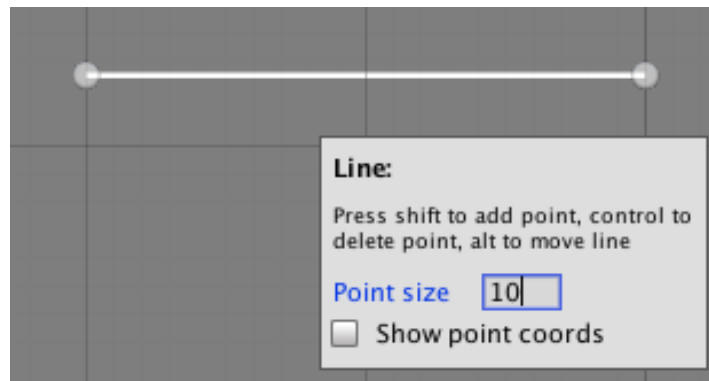 Line:
Press shift to add point, control to
delete point, alt to move line
Point size 10
Show point coords